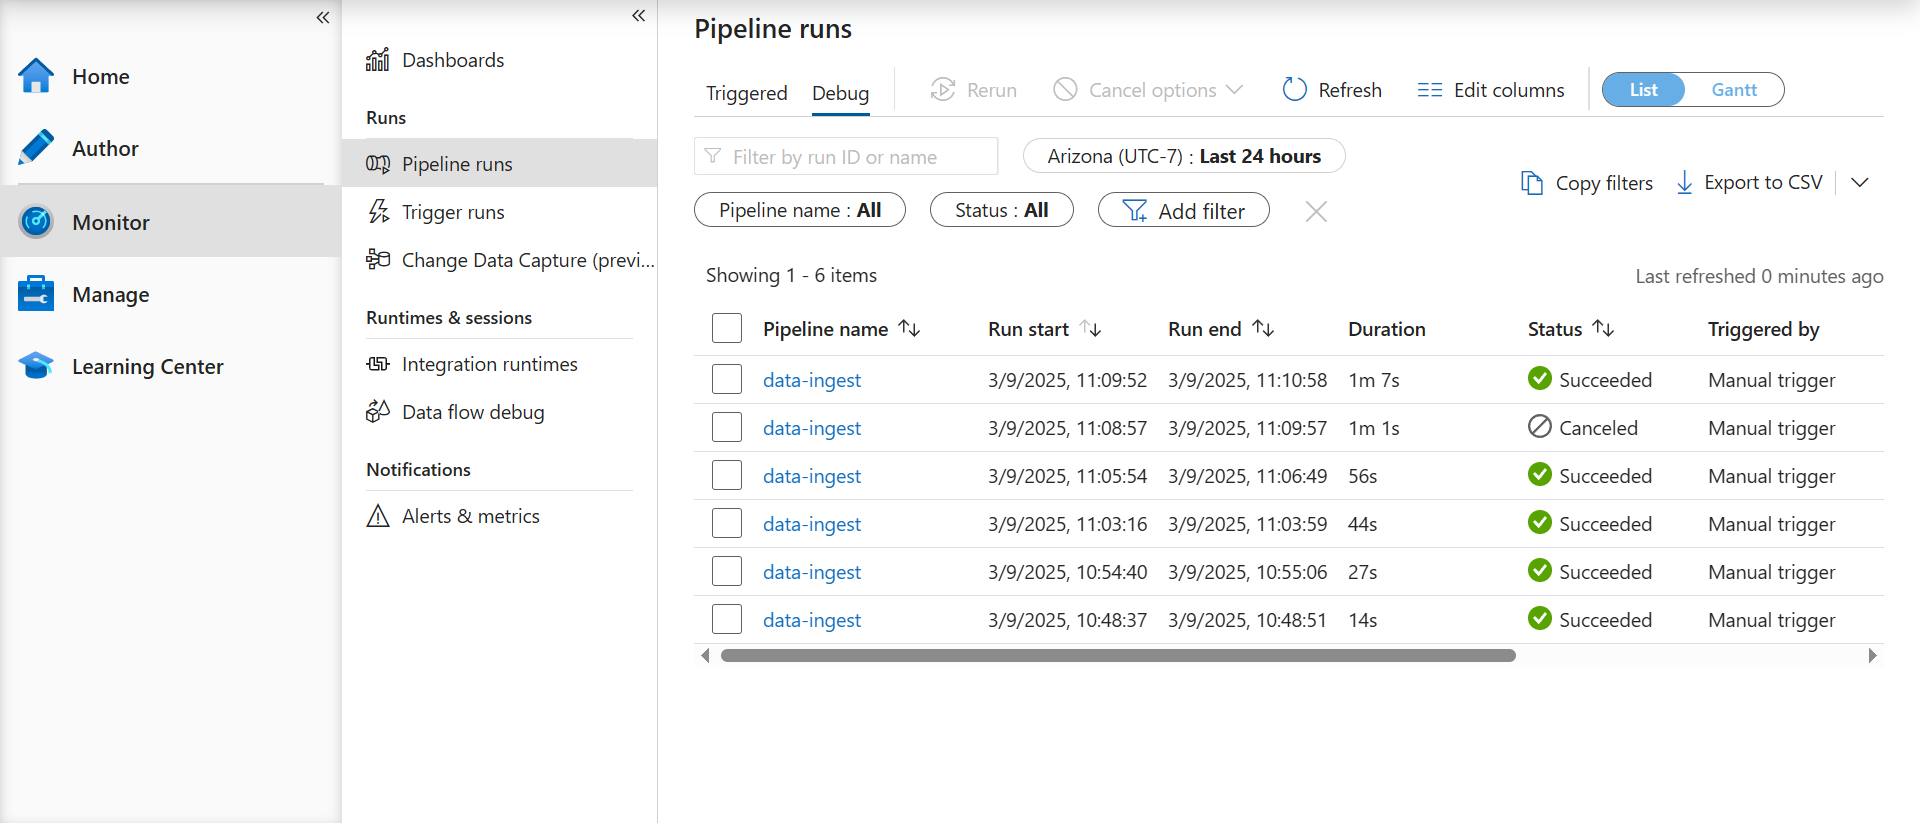 Home
Author
Monitor
Manage
Learning Center
Dashboards
Runs
Pipeline runs
Trigger runs
Change Data Capture (previ...
Runtimes & sessions
Integration runtimes
Data flow debug
Notifications
Alerts & metrics
Pipeline runs
Triggered Debug Rerun Cancel options Refresh Edit columns List Gantt
Filter by run ID or name Arizona (UTC-7) : Last 24 hours
Copy filters Export to CSV
Pipeline name : All Status : All Add filter
Showing 1 - 6 items Last refreshed 0 minutes ago
Pipeline name Run start Run end Duration Status Triggered by
data-ingest 3/9/2025, 11:09:52 3/9/2025, 11:10:58 1m 7s Succeeded Manual trigger
data-ingest 3/9/2025, 11:08:57 3/9/2025, 11:09:57 1m 1s Canceled Manual trigger
data-ingest 3/9/2025, 11:05:54 3/9/2025, 11:06:49 56s Succeeded Manual trigger
data-ingest 3/9/2025, 11:03:16 3/9/2025, 11:03:59 44s Succeeded Manual trigger
data-ingest 3/9/2025, 10:54:40 3/9/2025, 10:55:06 27s Succeeded Manual trigger
data-ingest 3/9/2025, 10:48:37 3/9/2025, 10:48:51 14s Succeeded Manual trigger